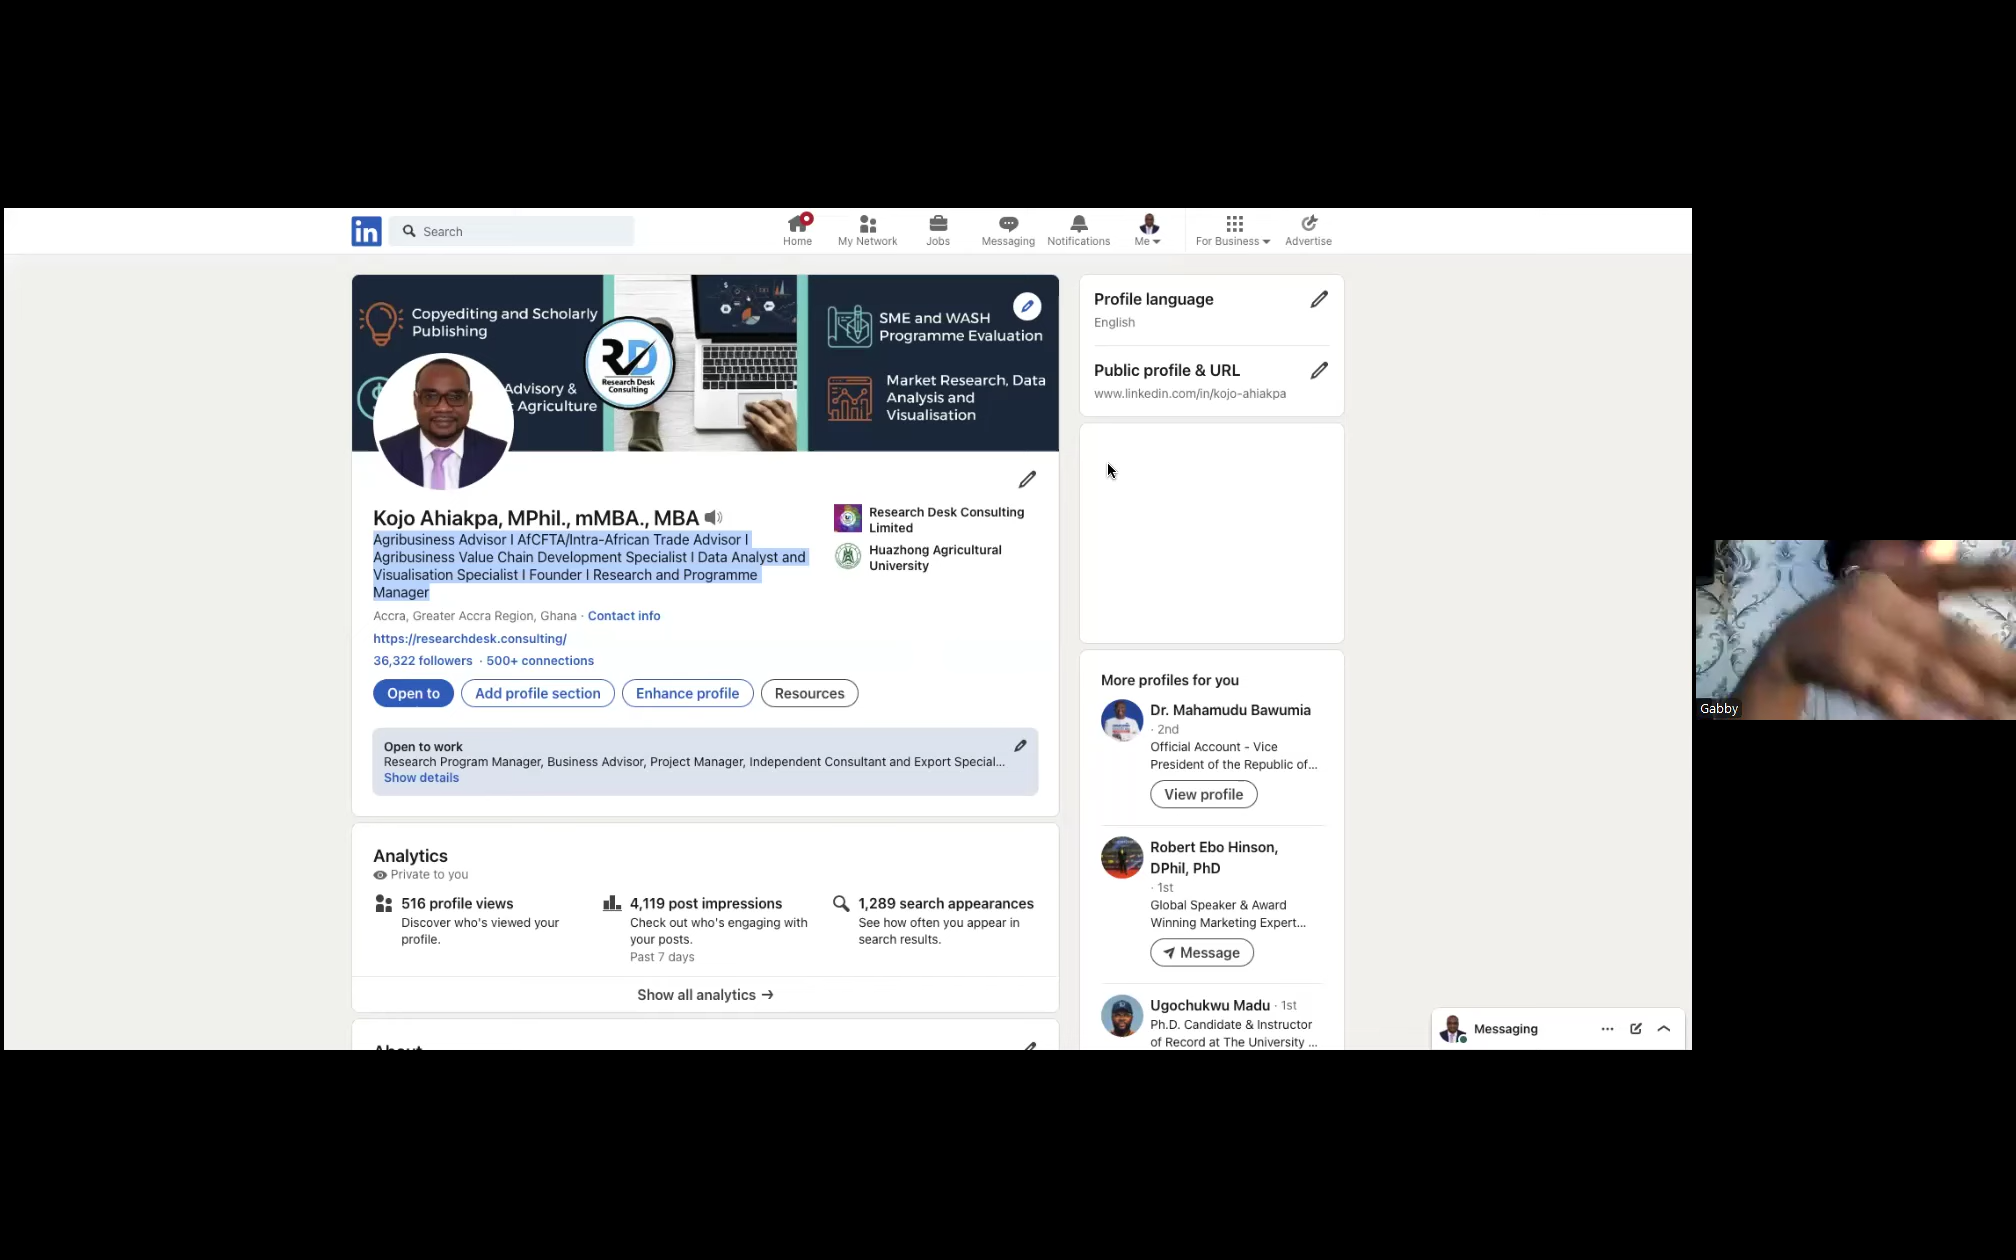 in
Search
Home
My Network
Jobs
Messaging
Notifications
Me
For Business
Advertise
Copyediting and Scholarly
Publishing
Advisory &
Agriculture
RD
Research Desk
Consulting
SME and WASH
Programme Evaluation
Market Research, Data
Analysis and
Visualisation
Kojo Ahiakpa, MPhil., mMBA., MBA
Agribusiness Advisor I AfCFTA/Intra-African Trade Advisor I
Agribusiness Value Chain Development Specialist I Data Analyst and
Visualisation Specialist I Founder I Research and Programme
Manager
Accra, Greater Accra Region, Ghana · Contact info
https://researchdesk.consulting/
36,322 followers · 500+ connections
Research Desk Consulting
Limited
Huazhong Agricultural
University
Open to
Add profile section
Enhance profile
Resources
Open to work
Research Program Manager, Business Advisor, Project Manager, Independent Consultant and Export Special...
Show details
Analytics
Private to you
516 profile views
Discover who's viewed your
profile.
4,119 post impressions
Check out who's engaging with
your posts.
Past 7 days
1,289 search appearances
See how often you appear in
search results.
Show all analytics →
About
Profile language
English
Public profile & URL
www.linkedin.com/in/kojo-ahiakpa
More profiles for you
Dr. Mahamudu Bawumia
· 2nd
Official Account - Vice
President of the Republic of...
View profile
Robert Ebo Hinson,
DPhil, PhD
· 1st
Global Speaker & Award
Winning Marketing Expert...
Message
Ugochukwu Madu · 1st
Ph.D. Candidate & Instructor
of Record at The University ...
Messaging
Gabby